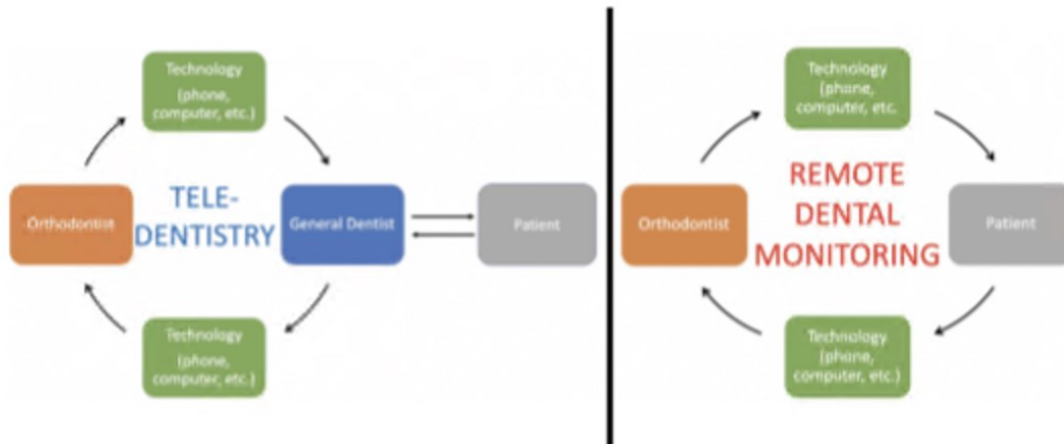 Technology
(phone,
computer, etc.)
Orthodontist
TELE-
DENTISTRY
General Dentist
Patient
Technology
(phone,
computer, etc.)
Technology
(phone,
computer, etc.
Orthodontist
REMOTE
DENTAL
MONITORING
Patient
Technology
(phone,
computer, etc.)